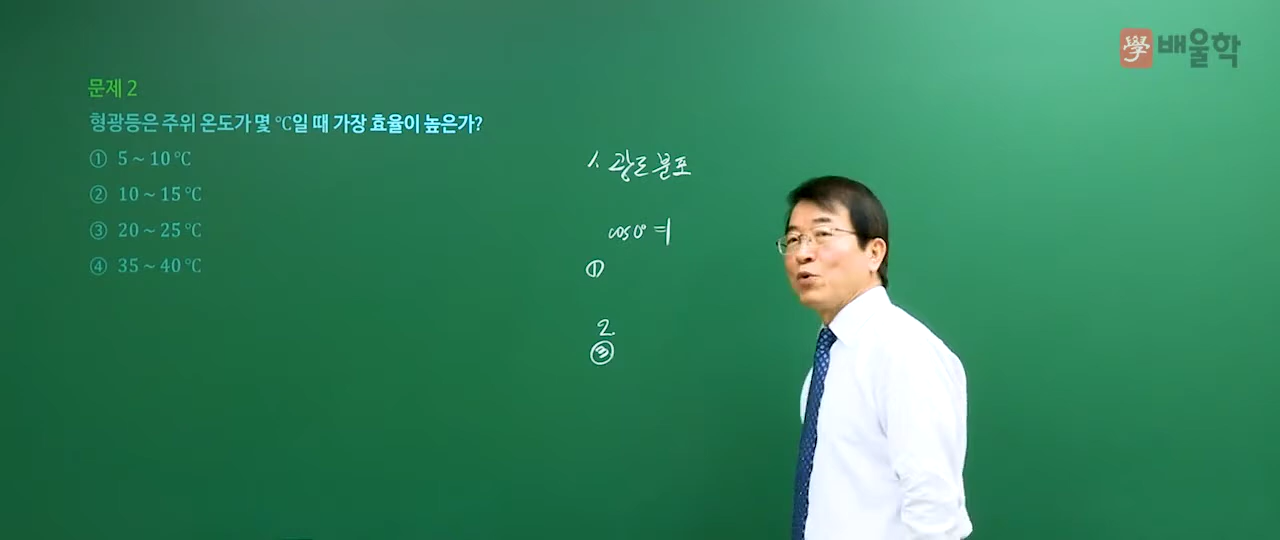 學 배울학
문제 2
형광등은 주위 온도가 몇 ℃일 때 가장 효율이 높은가?
① 5 ~ 10 ℃
② 10 ~ 15 ℃
③ 20 ~ 25 ℃
④ 35 ~ 40 ℃
1. 광도 분포
cos 0° = 1
①
2.
③